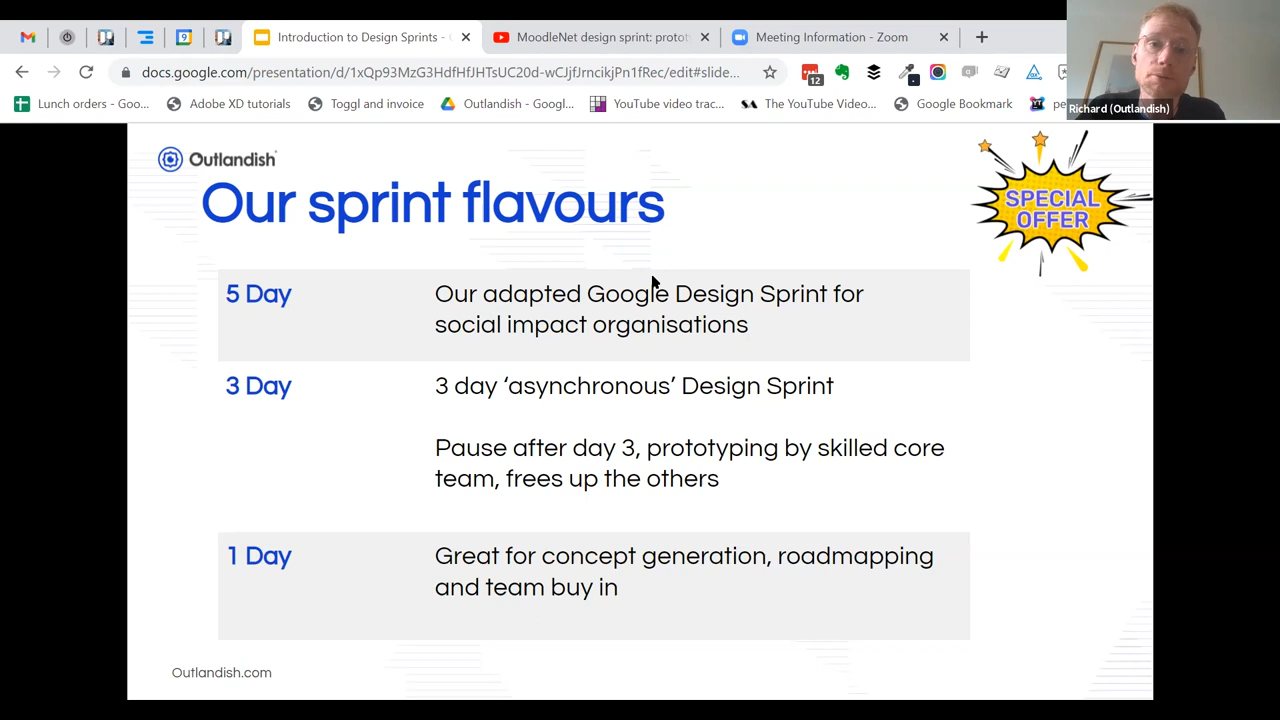 Introduction to Design Sprints -
MoodleNet design sprint: protot
Meeting Information - Zoom
docs.google.com/presentation/d/1xQp93MzG3HdfHfJHTsUC20d-wCJjfJrncikjPn1fRec/edit#slide...
12
Lunch orders - Goo...
Adobe XD tutorials
Toggl and invoice
Outlandish - Googl...
YouTube video trac...
The YouTube Video...
Google Bookmark
pe
Richard (Outlandish)
Outlandish
Our sprint flavours
SPECIAL
OFFER
5 Day
Our adapted Google Design Sprint for
social impact organisations
3 Day
3 day ‘asynchronous’ Design Sprint
Pause after day 3, prototyping by skilled core
team, frees up the others
1 Day
Great for concept generation, roadmapping
and team buy in
Outlandish.com